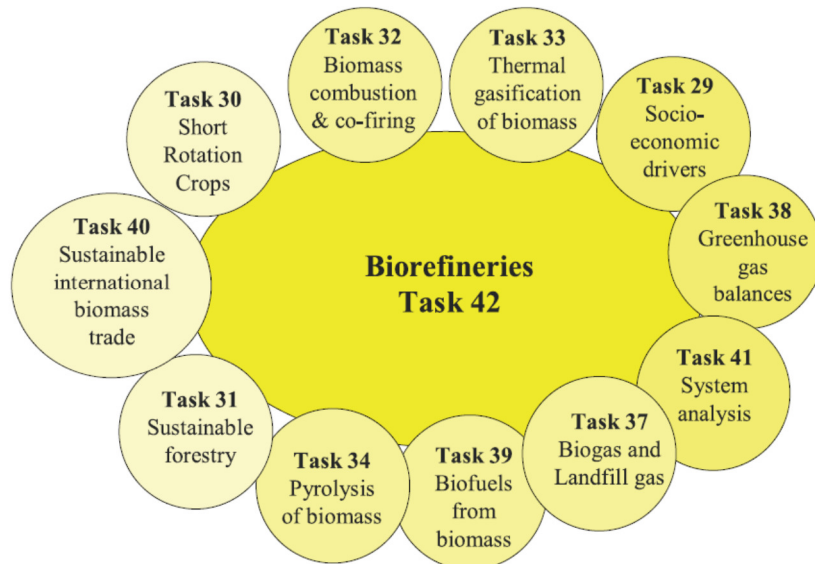 Task 32
Biomass
combustion
& co-firing
Task 33
Thermal
gasification
of biomass
Task 29
Socio-
economic
drivers
Task 38
Greenhouse
gas
balances
Task 41
System
analysis
Task 37
Biogas and
Landfill gas
Task 39
Biofuels
from
biomass
Task 34
Pyrolysis
of biomass
Task 31
Sustainable
forestry
Task 40
Sustainable
international
biomass
trade
Task 30
Short
Rotation
Crops
Biorefineries
Task 42